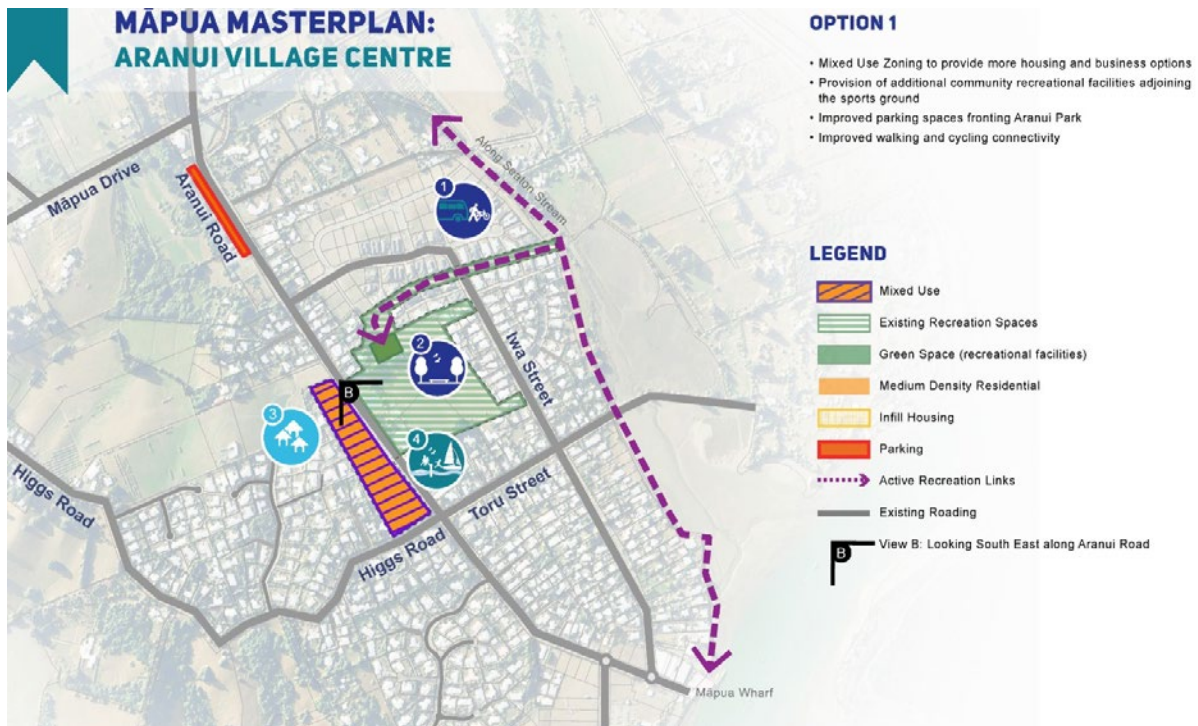 MĀPUA MASTERPLAN:
ARANUI VILLAGE CENTRE
OPTION 1
• Mixed Use Zoning to provide more housing and business options
• Provision of additional community recreational facilities adjoining
the sports ground
• Improved parking spaces fronting Aranui Park
• Improved walking and cycling connectivity
Māpua Drive
Aranui Road
Along Seaton Stream
1
2
Iwa Street
B
3
4
Toru Street
Higgs Road
Higgs Road
Māpua Wharf
LEGEND
Mixed Use
Existing Recreation Spaces
Green Space (recreational facilities)
Medium Density Residential
Infill Housing
Parking
Active Recreation Links
Existing Roading
B
View B: Looking South East along Aranui Road